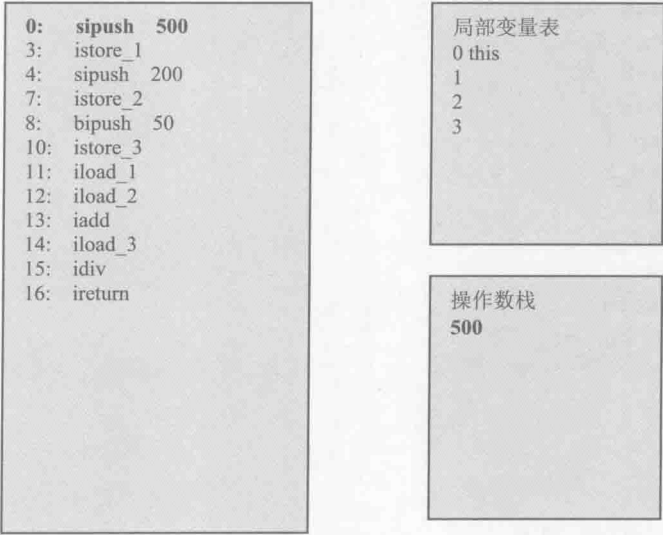 0: sipush 500
3: istore_1
4: sipush 200
7: istore_2
8: bipush 50
10: istore_3
11: iload_1
12: iload_2
13: iadd
14: iload_3
15: idiv
16: ireturn
局部变量表
0 this
1
2
3
操作数栈
500